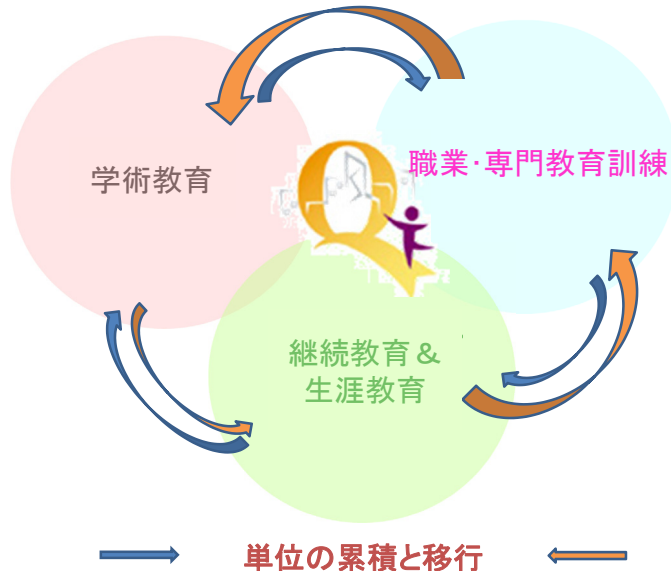 学術教育
職業・専門教育訓練
継続教育＆
生涯教育
単位の累積と移行